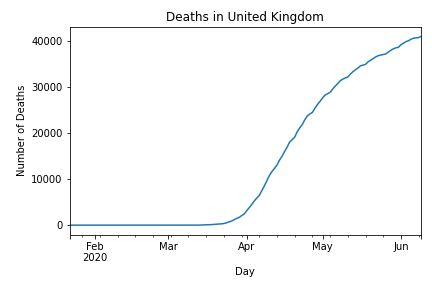 Deaths in United Kingdom
40000
30000
20000
10000
0
Number of Deaths
Feb Mar Apr May Jun
2020
Day